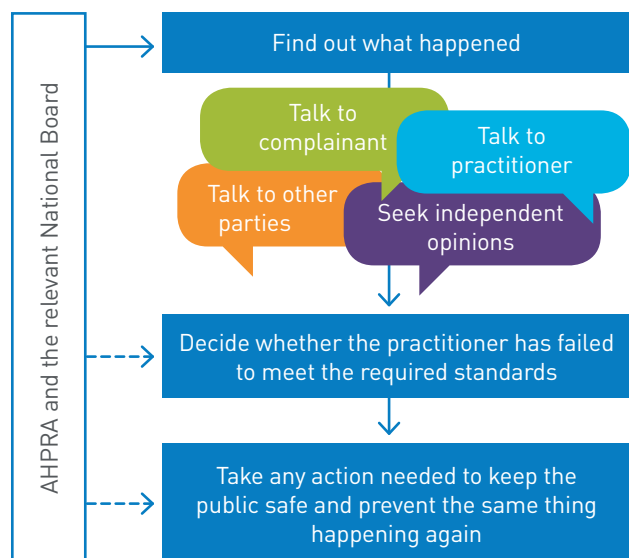 AHPRA and the relevant National Board
Find out what happened
Talk to
complainant
Talk to
practitioner
Talk to other
parties
Seek independent
opinions
Decide whether the practitioner has failed
to meet the required standards
Take any action needed to keep the
public safe and prevent the same thing
happening again